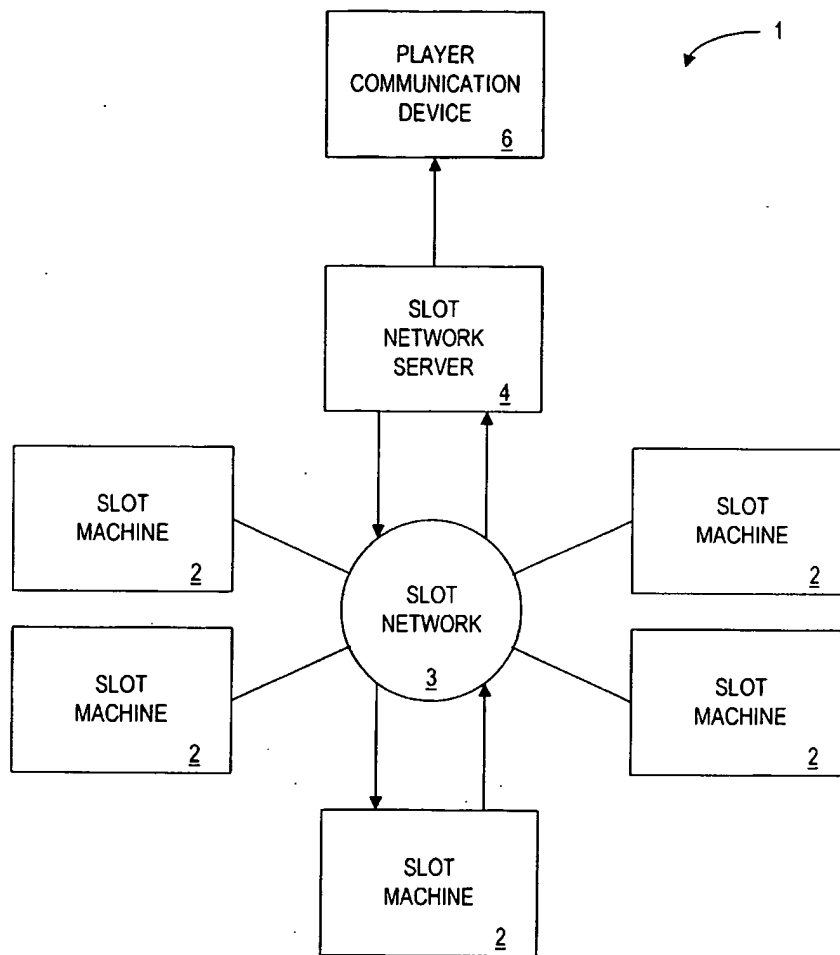 1
PLAYER
COMMUNICATION
DEVICE
6
SLOT
NETWORK
SERVER
4
SLOT
MACHINE
2
SLOT
MACHINE
2
SLOT
NETWORK
3
SLOT
MACHINE
2
SLOT
MACHINE
2
SLOT
MACHINE
2